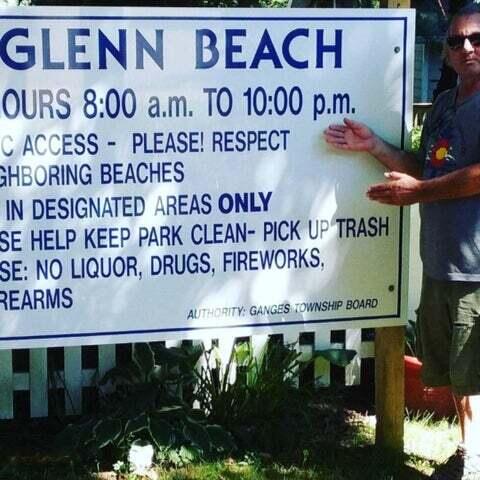 GLENN BEACH
OURS 8:00 a.m. TO 10:00 p.m.
C ACCESS - PLEASE! RESPECT
GHBORING BEACHES
IN DESIGNATED AREAS ONLY
SE HELP KEEP PARK CLEAN- PICK UP TRASH
SE: NO LIQUOR, DRUGS, FIREWORKS,
REARMS
AUTHORITY: GANGES TOWNSHIP BOARD